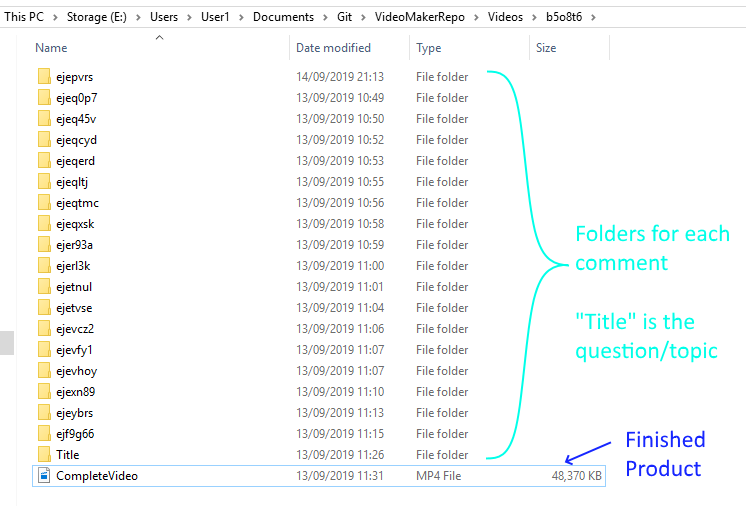 This PC > Storage (E:) > Users > User1 > Documents > Git > VideoMakerRepo > Videos > b5o8t6 >
Name Date modified Type Size
ejepvrs 14/09/2019 21:13 File folder
ejeq0p7 13/09/2019 10:49 File folder
ejeq45v 13/09/2019 10:50 File folder
ejeqcyd 13/09/2019 10:52 File folder
ejeqerd 13/09/2019 10:53 File folder
ejeqltj 13/09/2019 10:55 File folder
ejeqtmc 13/09/2019 10:56 File folder
ejeqxsk 13/09/2019 10:58 File folder
ejer93a 13/09/2019 10:59 File folder
ejerl3k 13/09/2019 11:00 File folder
ejetnul 13/09/2019 11:01 File folder
ejetvse 13/09/2019 11:04 File folder
ejevcz2 13/09/2019 11:06 File folder
ejevfy1 13/09/2019 11:07 File folder
ejevhoy 13/09/2019 11:07 File folder
ejexn89 13/09/2019 11:10 File folder
ejeybrs 13/09/2019 11:13 File folder
ejf9g66 13/09/2019 11:15 File folder
Title 13/09/2019 11:26 File folder
CompleteVideo 13/09/2019 11:31 MP4 File 48,370 KB
Folders for each
comment
"Title" is the
question/topic
Finished
Product